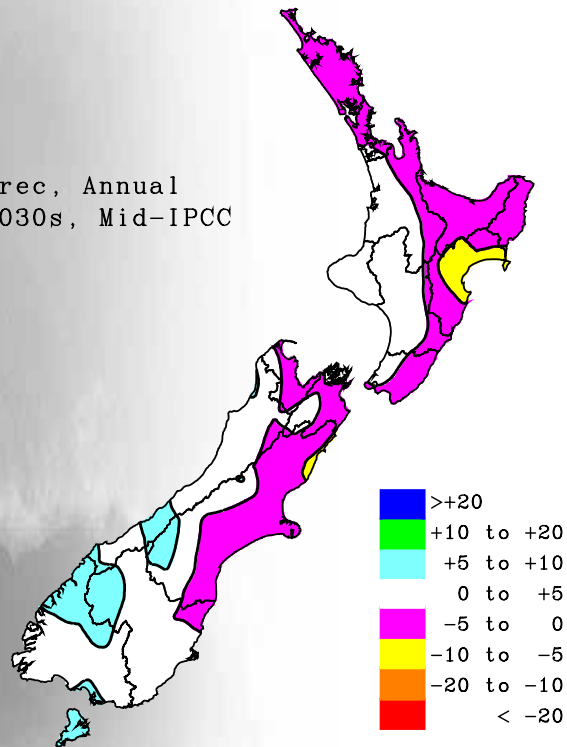 rec, Annual
030s, Mid-IPCC
>+20
+10 to +20
+5 to +10
0 to +5
-5 to 0
-10 to -5
-20 to -10
< -20